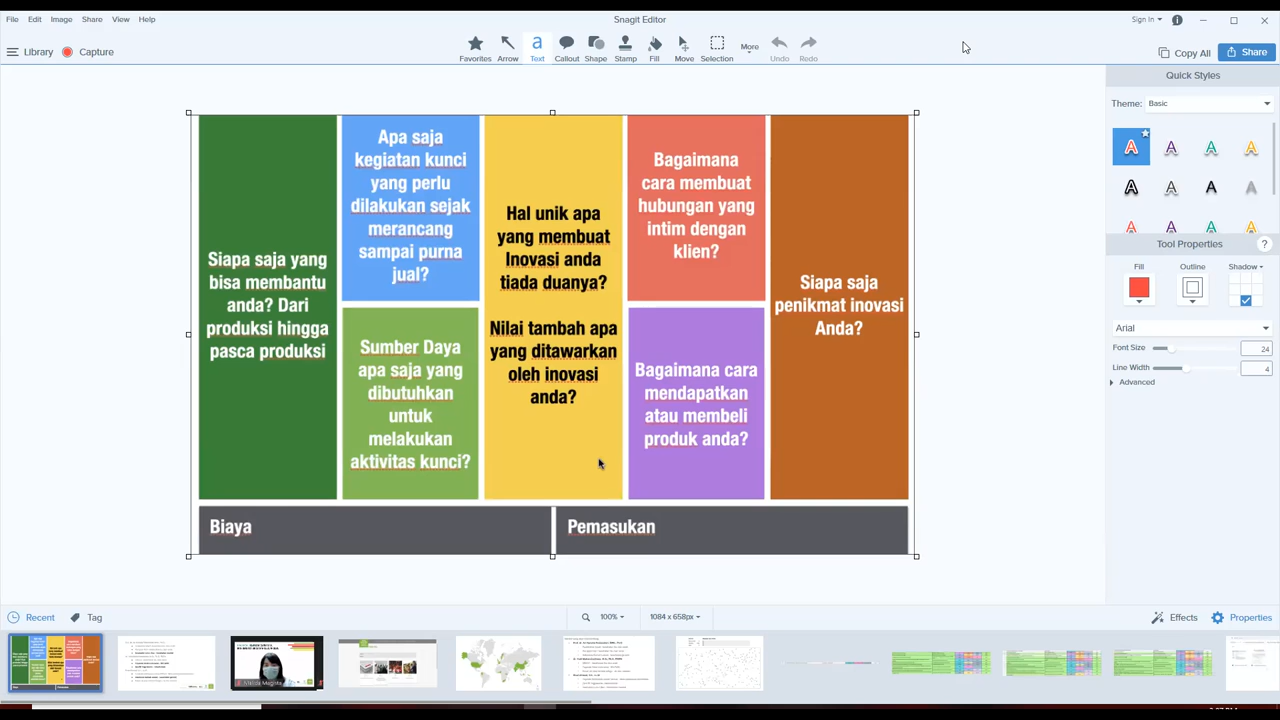 Snagit Editor
File Edit Image Share View Help
Sign In
Library Capture
Favorites Arrow Text Callout Shape Stamp Fill Move Selection More Undo Redo
Copy All Share
Quick Styles
Theme: Basic
Tool Properties
Fill Outline Shadow
Arial
Font Size 24
Line Width 4
Advanced
Siapa saja yang
bisa membantu
anda? Dari
produksi hingga
pasca produksi
Apa saja
kegiatan kunci
yang perlu
dilakukan sejak
merancang
sampai purna
jual?
Sumber Daya
apa saja yang
dibutuhkan
untuk
melakukan
aktivitas kunci?
Hal unik apa
yang membuat
Inovasi anda
tiada duanya?
Nilai tambah apa
yang ditawarkan
oleh inovasi
anda?
Bagaimana
cara membuat
hubungan yang
intim dengan
klien?
Bagaimana cara
mendapatkan
atau membeli
produk anda?
Siapa saja
penikmat inovasi
Anda?
Biaya
Pemasukan
Recent Tag
100% 1084 x 658px
Effects Properties